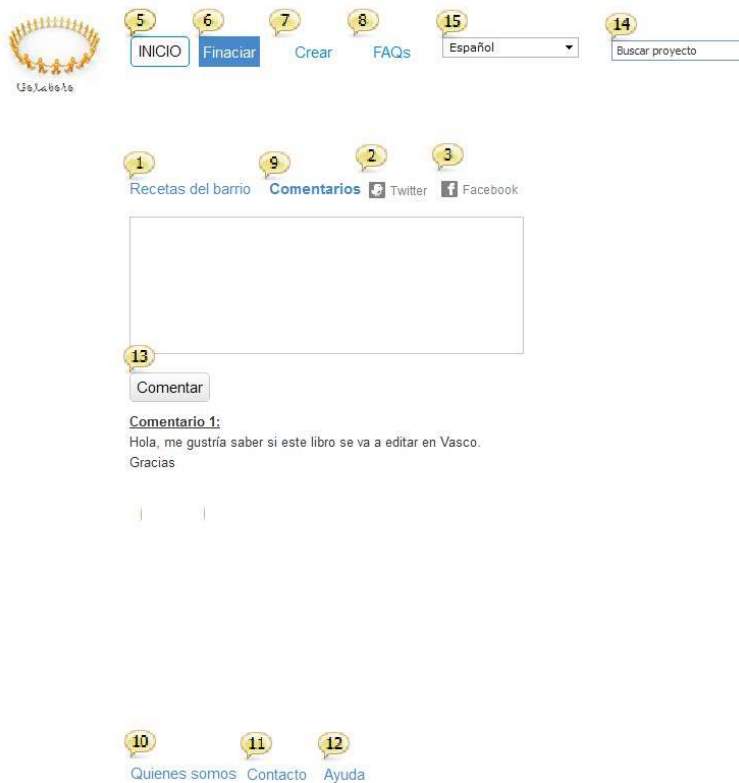 5 6 7 8 15 14
INICIO Finaciar Crear FAQs Español Buscar proyecto
1 9 2 3
Recetas del barrio Comentarios Twitter Facebook
13
Comentar
Comentario 1:
Hola, me gustría saber si este libro se va a editar en Vasco.
Gracias
10 11 12
Quienes somos Contacto Ayuda